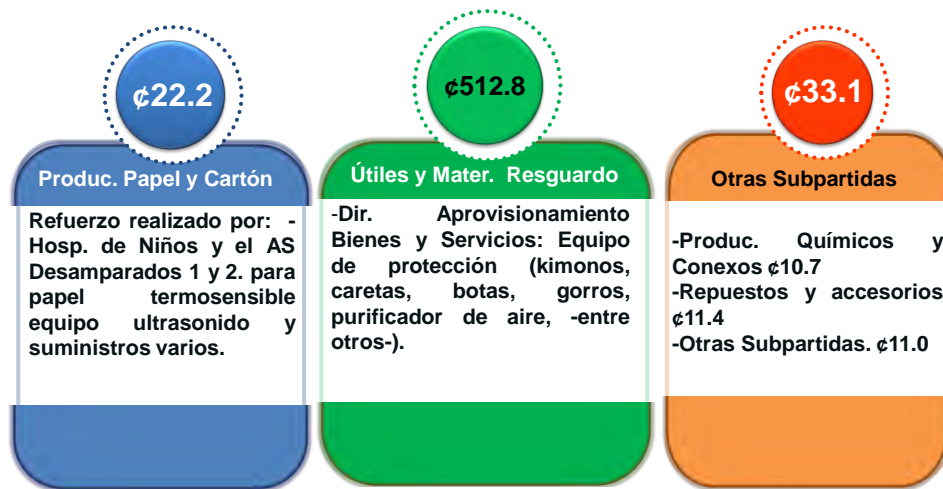 ¢22.2
Produc. Papel y Cartón
Refuerzo realizado por: -
Hosp. de Niños y el AS
Desamparados 1 y 2. para
papel termosensible
equipo ultrasonido y
suministros varios.
¢512.8
Útiles y Mater. Resguardo
-Dir. Aprovisionamiento
Bienes y Servicios: Equipo
de protección (kimonos,
caretas, botas, gorros,
purificador de aire, -entre
otros-).
¢33.1
Otras Subpartidas
-Produc. Químicos y
Conexos ¢10.7
-Repuestos y accesorios
¢11.4
-Otras Subpartidas. ¢11.0